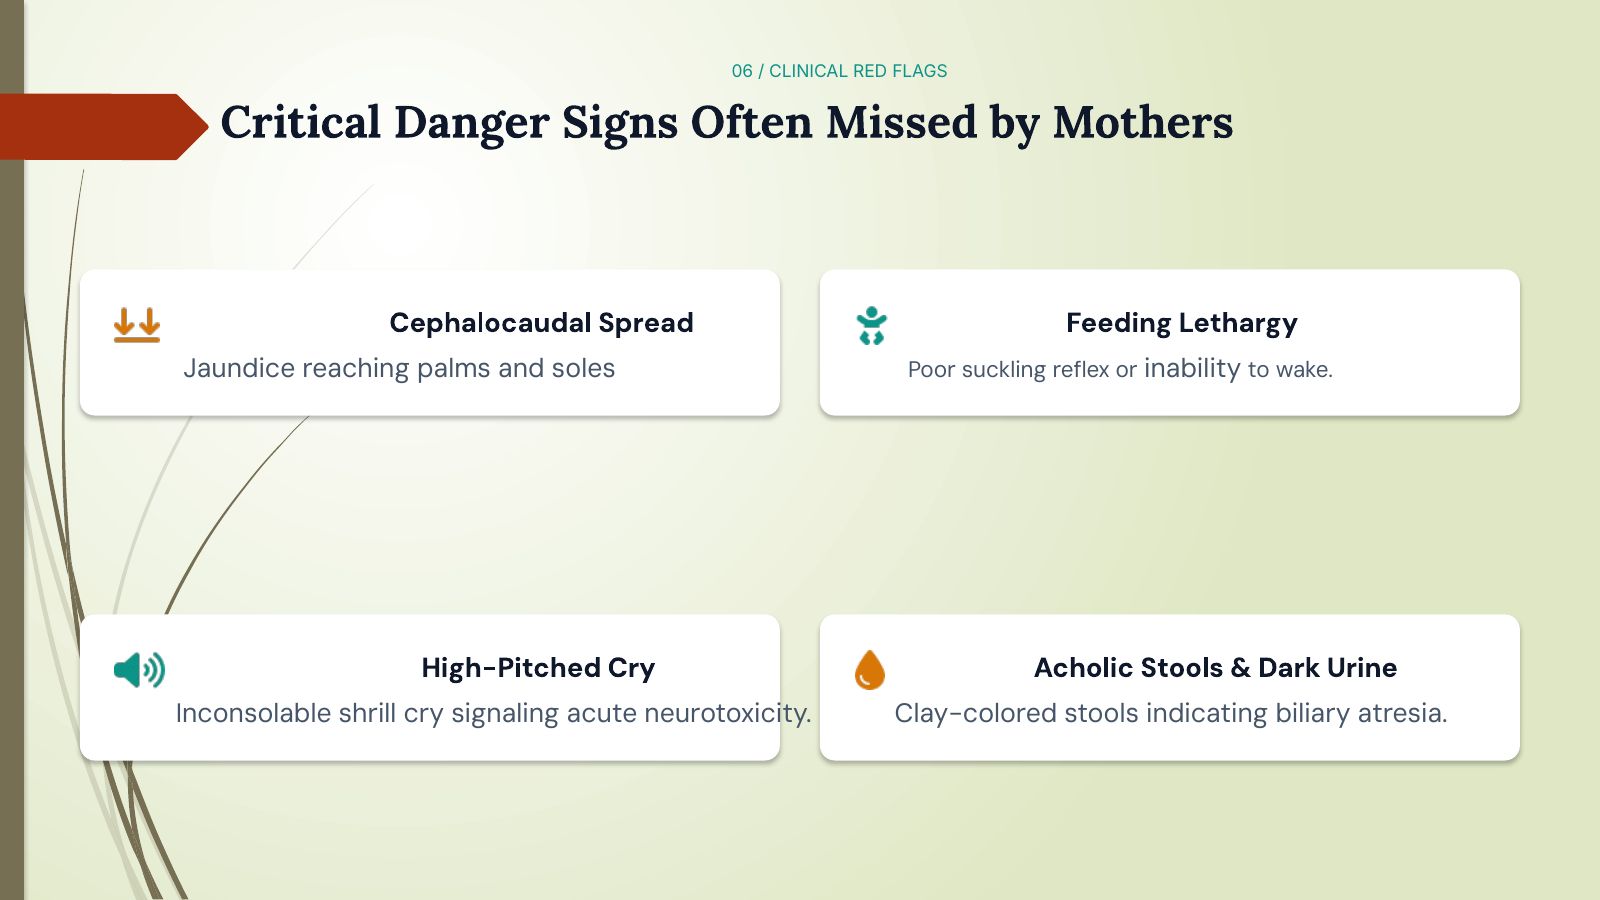 06 / CLINICAL RED FLAGS
Critical Danger Signs Often Missed by Mothers
Cephalocaudal Spread
Jaundice reaching palms and soles
Feeding Lethargy
Poor suckling reflex or inability to wake.
High-Pitched Cry
Inconsolable shrill cry signaling acute neurotoxicity.
Acholic Stools & Dark Urine
Clay-colored stools indicating biliary atresia.